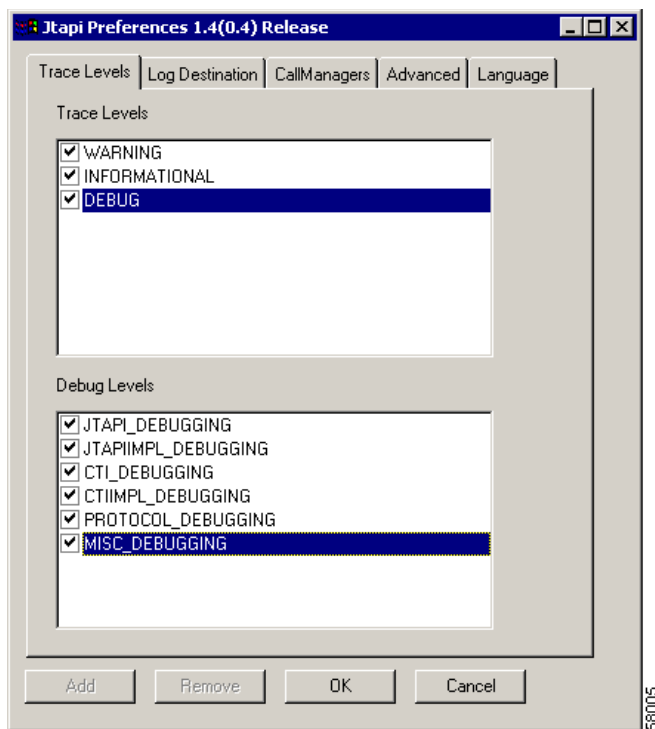 Jtapi Preferences 1.4(0.4) Release
Trace Levels Log Destination CallManagers Advanced Language
Trace Levels
WARNING
INFORMATIONAL
DEBUG
Debug Levels
JTAPI_DEBUGGING
JTAPIIMPL_DEBUGGING
CTI_DEBUGGING
CTIIMPL_DEBUGGING
PROTOCOL_DEBUGGING
MISC_DEBUGGING
Add Remove OK Cancel
58005